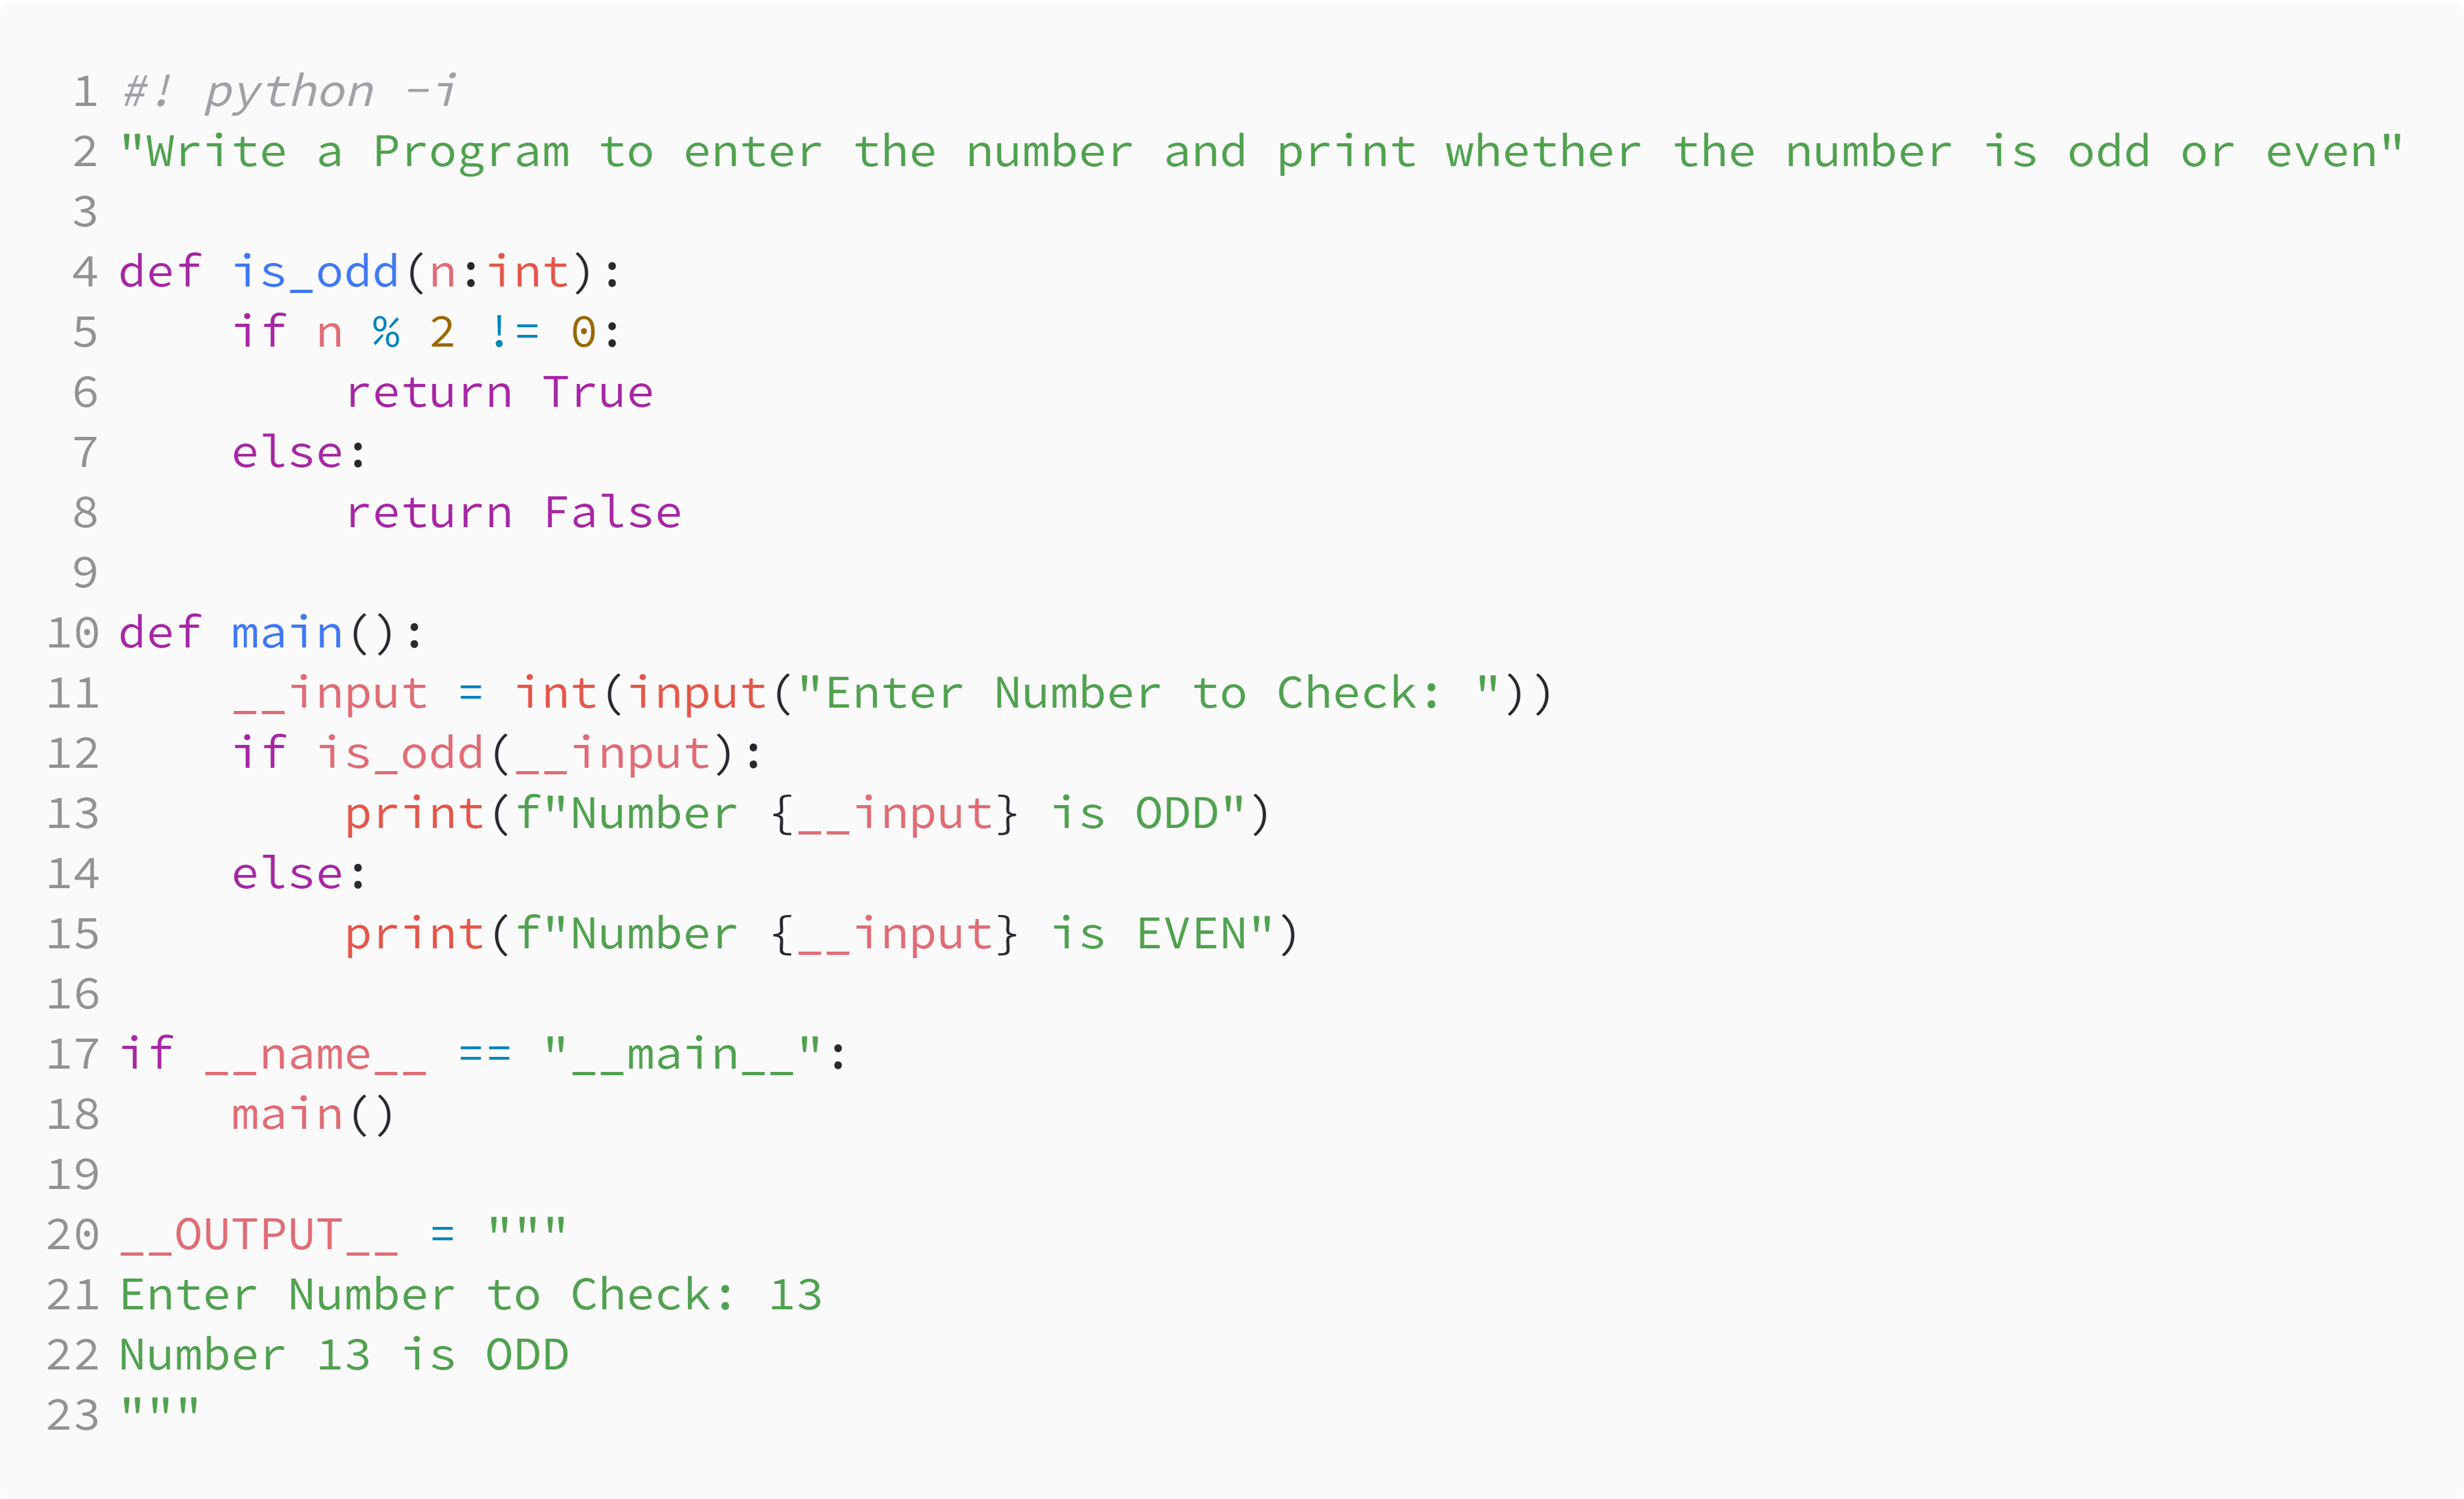 1 #! python -i
2 "Write a Program to enter the number and print whether the number is odd or even"
3
4 def is_odd(n:int):
5     if n % 2 != 0:
6         return True
7     else:
8         return False
9
10 def main():
11     __input = int(input("Enter Number to Check: "))
12     if is_odd(__input):
13         print(f"Number {__input} is ODD")
14     else:
15         print(f"Number {__input} is EVEN")
16
17 if __name__ == "__main__":
18     main()
19
20 __OUTPUT__ = """
21 Enter Number to Check: 13
22 Number 13 is ODD
23 """